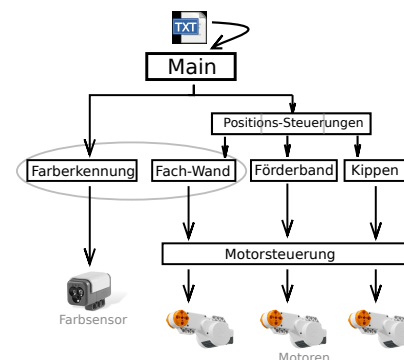 TXT
Main
Positions-Steuerungen
Farberkennung
Fach-Wand
Förderband
Kippen
Motorsteuerung
Farbsensor
Motoren